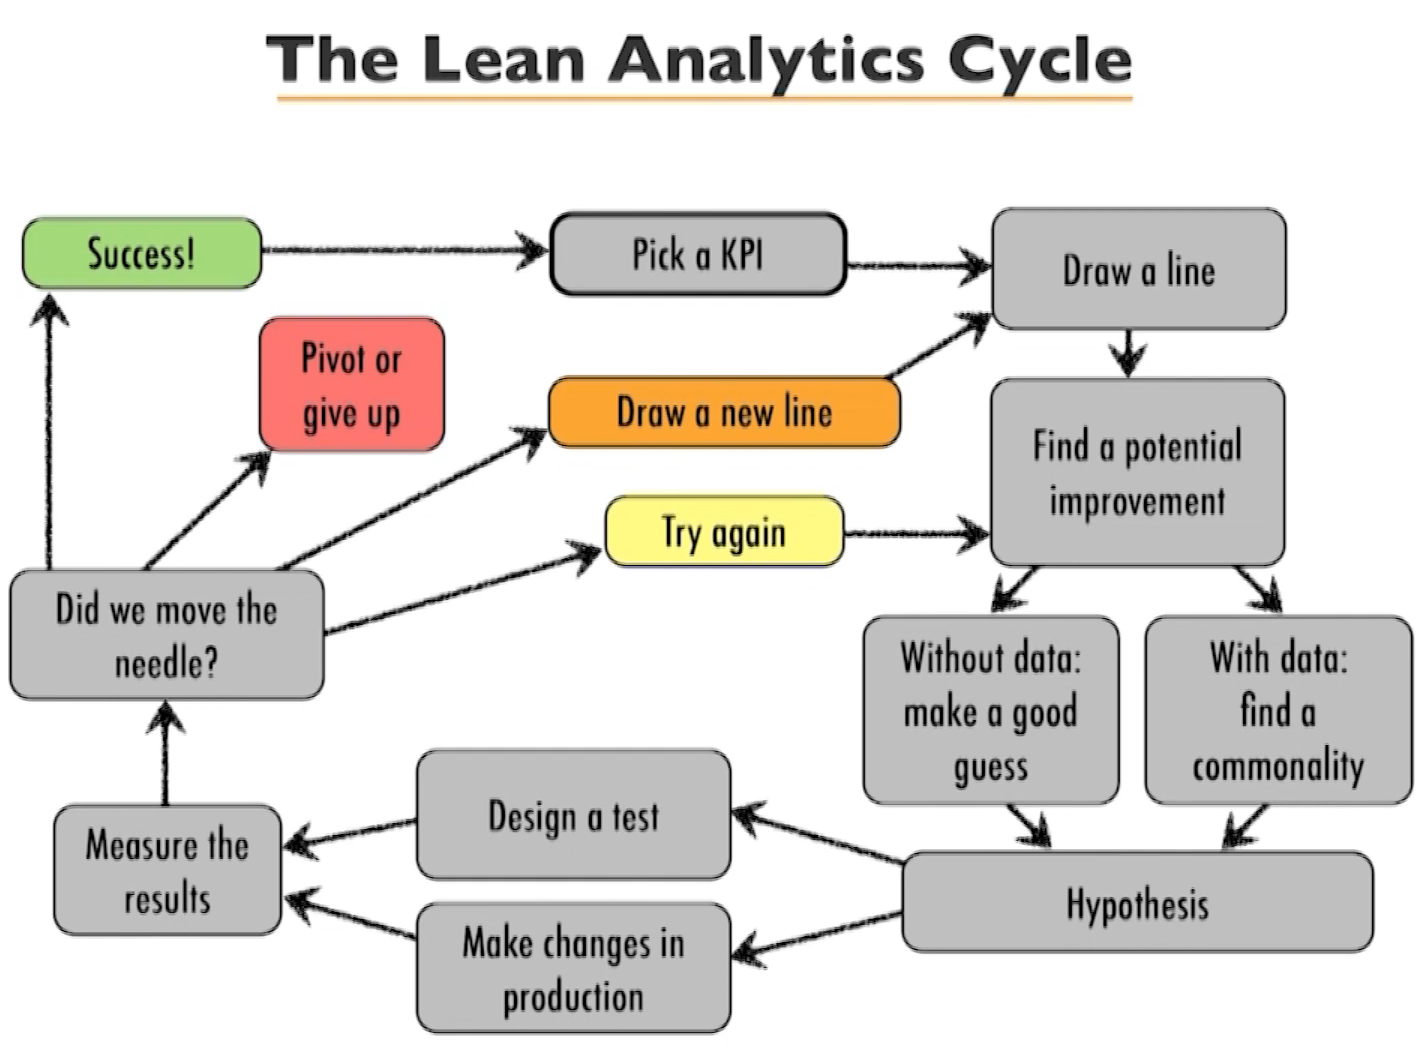 The Lean Analytics Cycle
Success!
Pick a KPI
Draw a line
Pivot or
give up
Draw a new line
Find a potential
improvement
Try again
Did we move the
needle?
Without data:
make a good
guess
With data:
find a
commonality
Design a test
Measure the
results
Hypothesis
Make changes in
production